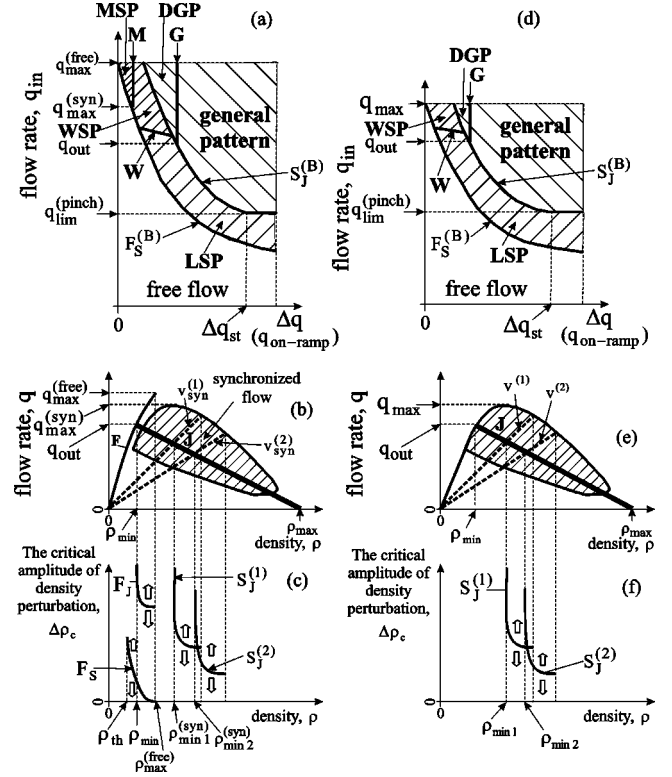 (a)
MSP DGP
M G
q_max^(free)
q_max^(syn)
WSP
q_out
W
q_lim^(pinch)
F_S^(B)
LSP
general
pattern
S_J^(B)
free flow
flow rate, q_in
0
Δq_st
Δq
(q_on-ramp)
(d)
DGP
G
q_max
WSP
q_out
W
q_lim^(pinch)
F_S^(B)
LSP
general
pattern
S_J^(B)
free flow
flow rate, q_in
0
Δq_st
Δq
(q_on-ramp)
(b)
q_max^(free)
q_max^(syn)
q_out
F
v_syn^(1)
synchronized
flow
J
v_syn^(2)
flow rate, q
0
ρ_min
ρ_max
density, ρ
(e)
q_max
q_out
v^(1)
v^(2)
J
flow rate, q
0
ρ_min
ρ_max
density, ρ
(c)
The critical
amplitude of
density
perturbation,
Δρ_c
F_J
S_J^(1)
F_S
S_J^(2)
0
density, ρ
ρ_th
ρ_min
ρ_max^(free)
ρ_min 1^(syn)
ρ_min 2^(syn)
(f)
The critical
amplitude of
density
perturbation,
Δρ_c
S_J^(1)
S_J^(2)
0
density, ρ
ρ_min 1
ρ_min 2